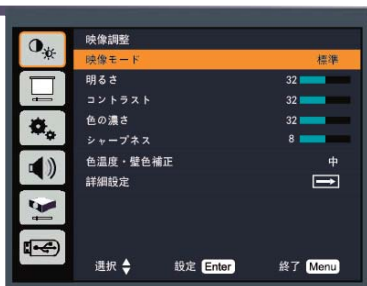 映像調整
映像モード 標準
明るさ 32
コントラスト 32
色の濃さ 32
シャープネス 8
色温度・壁色補正 中
詳細設定
選択 設定 Enter 終了 Menu